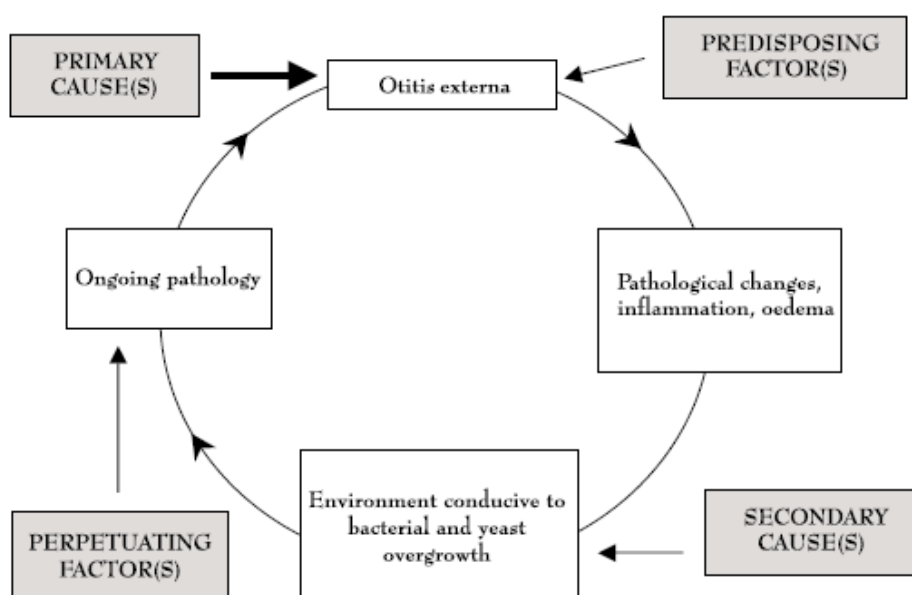 PRIMARY
CAUSE(S)
Otitis externa
PREDISPOSING
FACTOR(S)
Ongoing pathology
Pathological changes,
inflammation, oedema
Environment conducive to
bacterial and yeast
overgrowth
PERPETUATING
FACTOR(S)
SECONDARY
CAUSE(S)